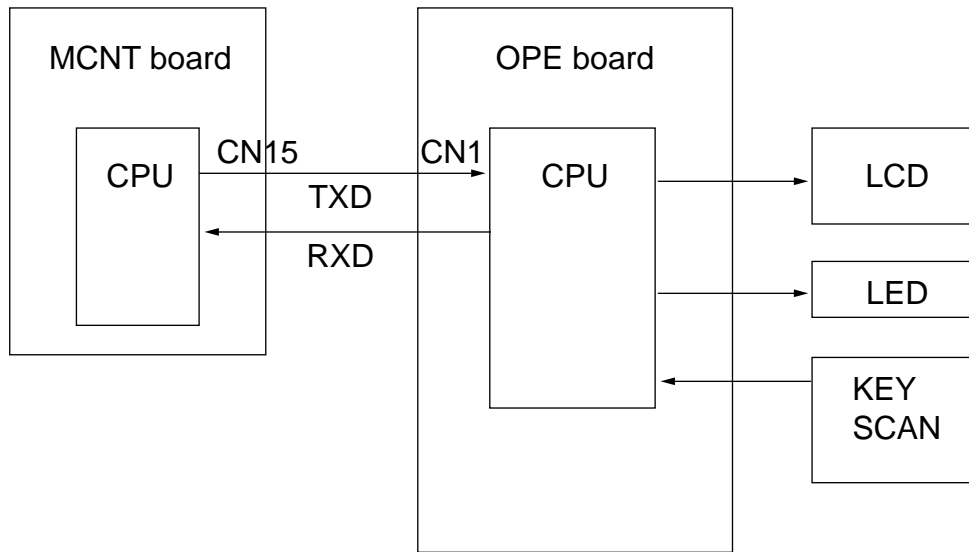 MCNT board
OPE board
CPU
CN15
CN1
CPU
TXD
RXD
LCD
LED
KEY
SCAN